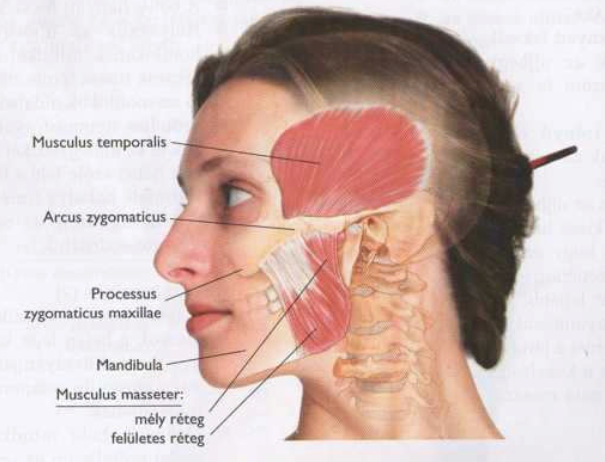 Musculus temporalis
Arcus zygomaticus
Processus
zygomaticus maxillae
Mandibula
Musculus masseter:
mély réteg
felületes réteg